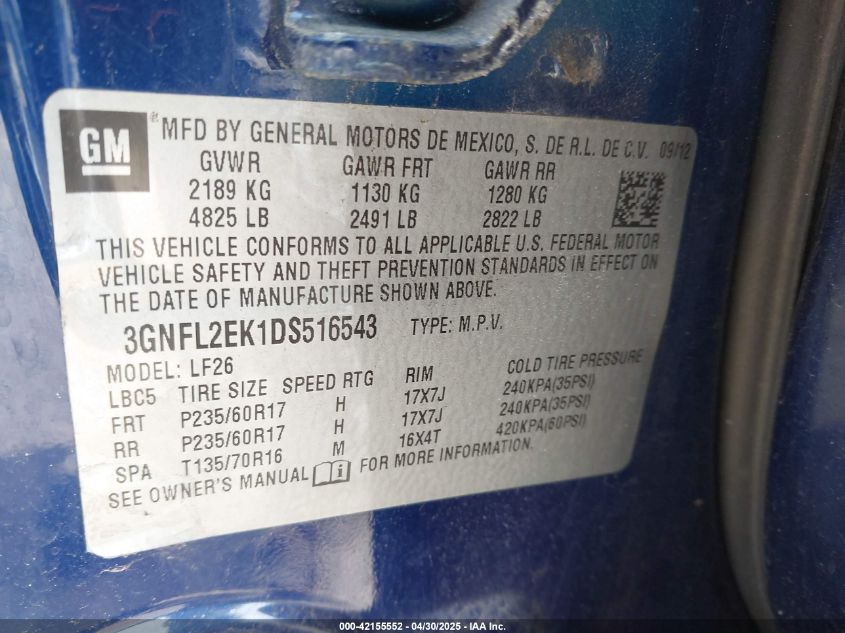 GM
® MFD BY GENERAL MOTORS DE MEXICO, S. DE R.L. DE C.V. 09/12
GVWR GAWR FRT GAWR RR
2189 KG 1130 KG 1280 KG
4825 LB 2491 LB 2822 LB
THIS VEHICLE CONFORMS TO ALL APPLICABLE U.S. FEDERAL MOTOR
VEHICLE SAFETY AND THEFT PREVENTION STANDARDS IN EFFECT ON
THE DATE OF MANUFACTURE SHOWN ABOVE.
3GNFL2EK1DS516543 TYPE: M.P.V.
MODEL: LF26
LBC5 TIRE SIZE SPEED RTG RIM COLD TIRE PRESSURE
FRT P235/60R17 H 17X7J 240KPA(35PSI)
RR P235/60R17 H 17X7J 240KPA(35PSI)
SPA T135/70R16 M 16X4T 420KPA(60PSI)
SEE OWNER'S MANUAL FOR MORE INFORMATION.
000-42155552 - 04/30/2025 - IAA Inc.